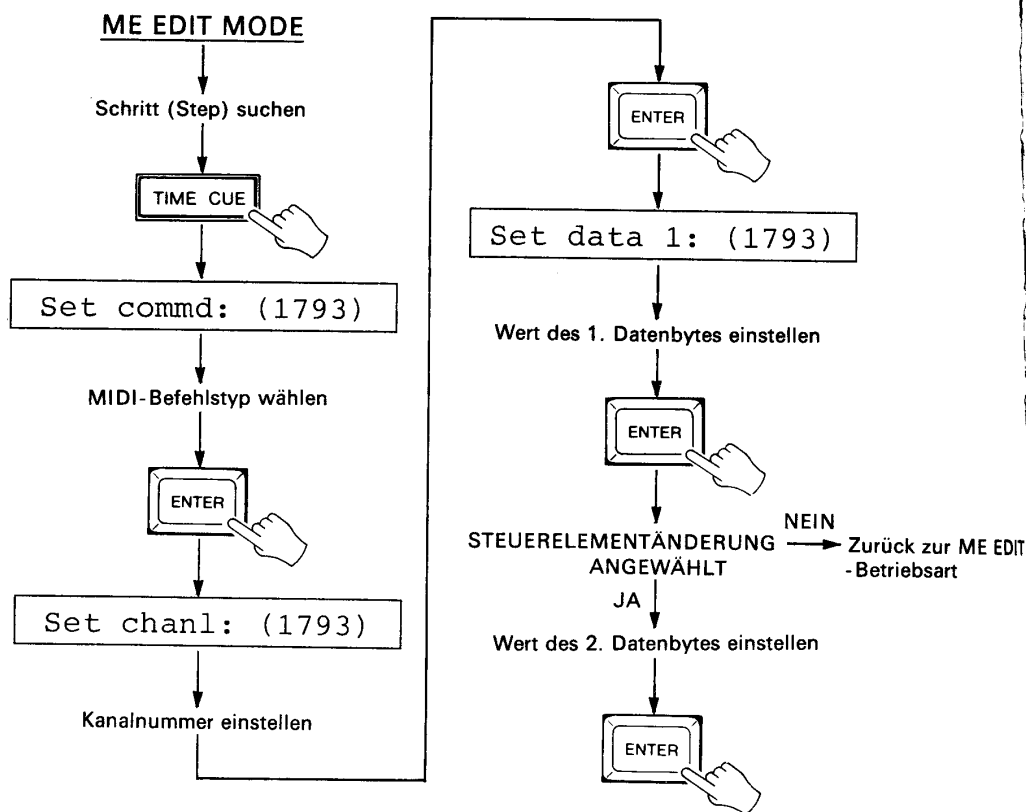 ME EDIT MODE
Schritt (Step) suchen
TIME CUE
Set commd: (1793)
MIDI-Befehlstyp wählen
ENTER
Set chanl: (1793)
Kanalnummer einstellen
ENTER
Set data 1: (1793)
Wert des 1. Datenbytes einstellen
ENTER
STEUERELEMENTÄNDERUNG
ANGEWÄHLT
NEIN
Zurück zur ME EDIT
-Betriebsart
JA
Wert des 2. Datenbytes einstellen
ENTER